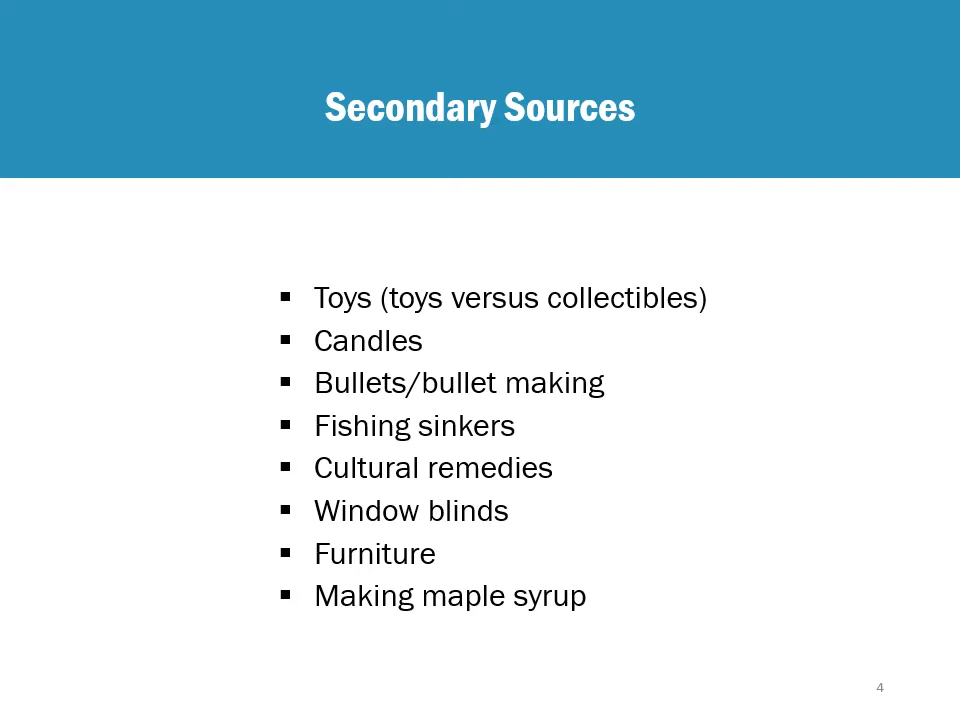 Secondary Sources
▪ Toys (toys versus collectibles)
▪ Candles
▪ Bullets/bullet making
▪ Fishing sinkers
▪ Cultural remedies
▪ Window blinds
▪ Furniture
▪ Making maple syrup
4